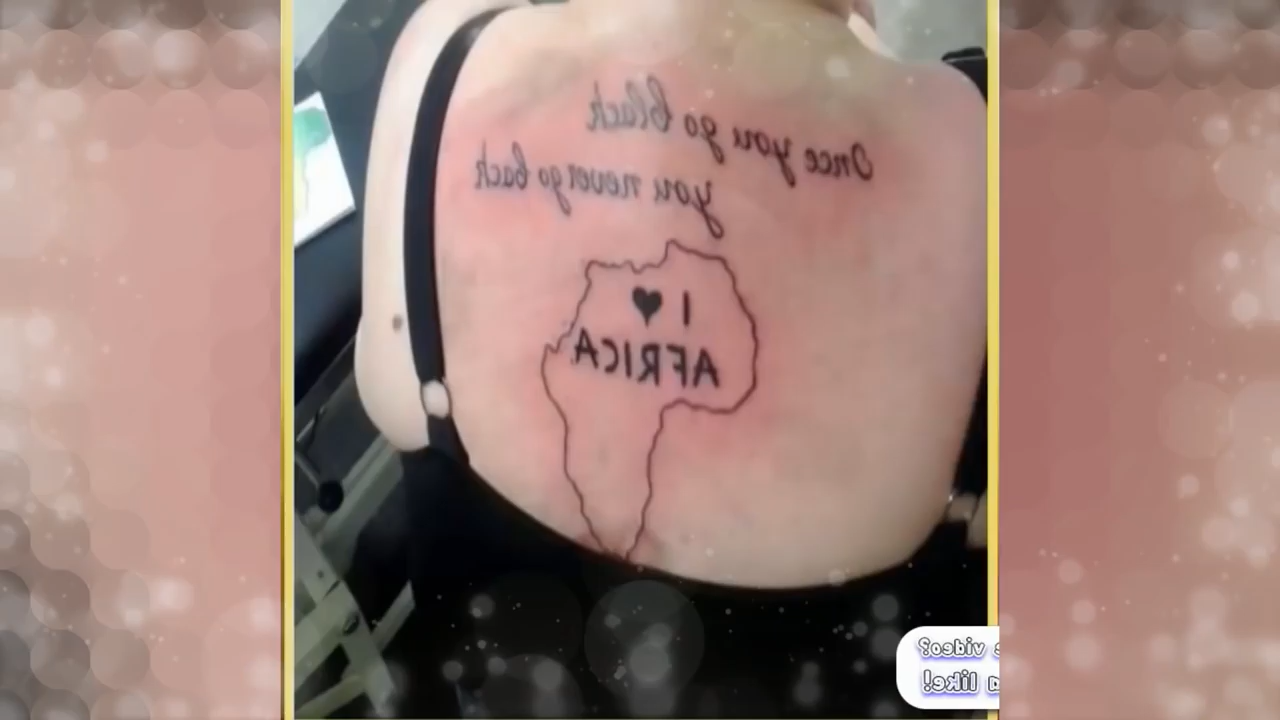 Once you go black
you never go back
I ♥
AFRICA
video?
like!